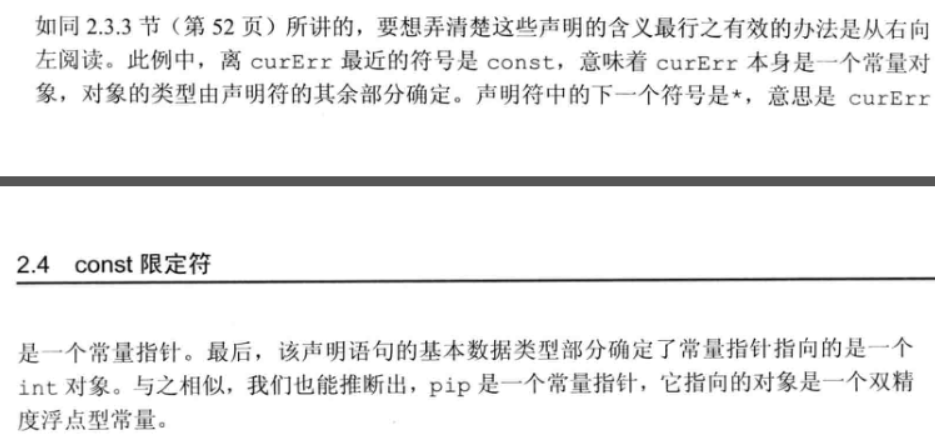 如同 2.3.3 节（第 52 页）所讲的，要想弄清楚这些声明的含义最行之有效的办法是从右向
左阅读。此例中，离 curErr 最近的符号是 const，意味着 curErr 本身是一个常量对
象，对象的类型由声明符的其余部分确定。声明符中的下一个符号是*，意思是 curErr
2.4 const 限定符
是一个常量指针。最后，该声明语句的基本数据类型部分确定了常量指针指向的是一个
int 对象。与之相似，我们也能推断出，pip 是一个常量指针，它指向的对象是一个双精
度浮点型常量。